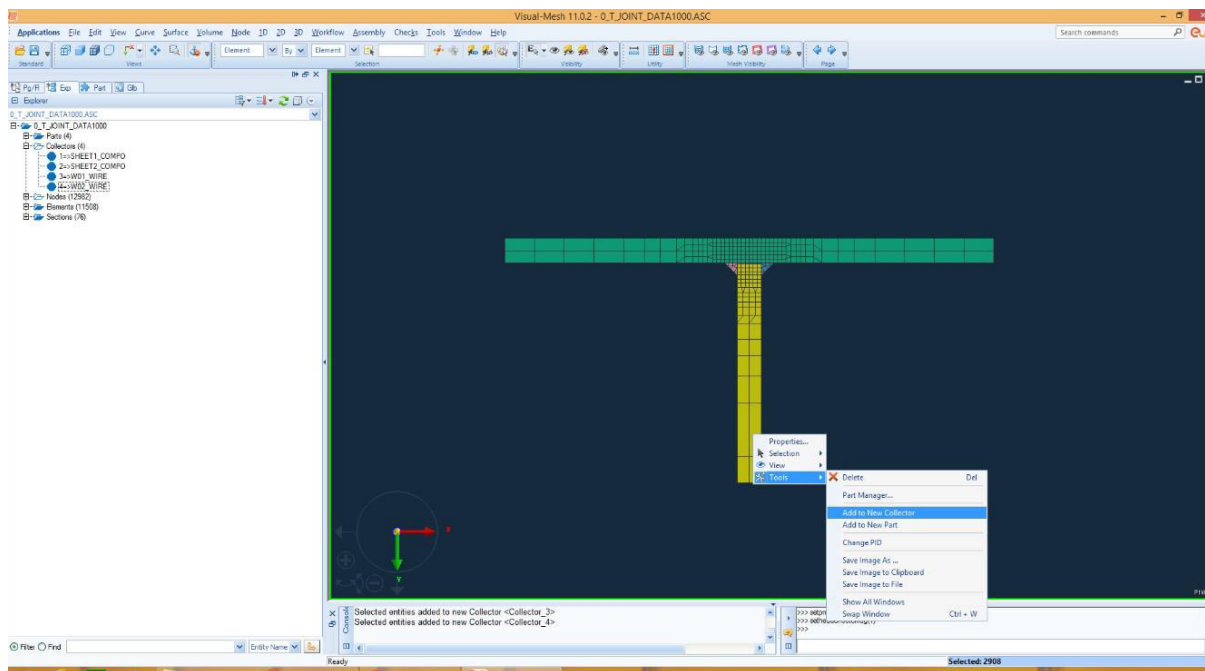 Visual-Mesh 11.0.2 - 0_T_JOINT_DATA1000.ASC
Applications File Edit View Curve Surface Volume Node 1D 2D 3D Workflow Assembly Checks Tools Window Help
Search commands
Element By Element
Standard Views Selection Visibility Utility Mesh Visibility Page
Pg/R Exp Part Glb
Explorer
0_T_JOINT_DATA1000.ASC
0_T_JOINT_DATA1000
Parts (4)
Collectors (4)
1=>SHEET1_COMPO
2=>SHEET2_COMPO
3=>W01_WIRE
4=>W02_WIRE
Nodes (12982)
Elements (11508)
Sections (76)
Properties...
Selection
View
Tools
Delete Del
Part Manager...
Add to New Collector
Add to New Part
Change PID
Save Image As ...
Save Image to Clipboard
Save Image to File
Show All Windows
Swap Window Ctrl + W
X
Y
Console
Selected entities added to new Collector <Collector_3>
Selected entities added to new Collector <Collector_4>
>>>
Filter Find
Entity Name
Ready
Selected: 2908